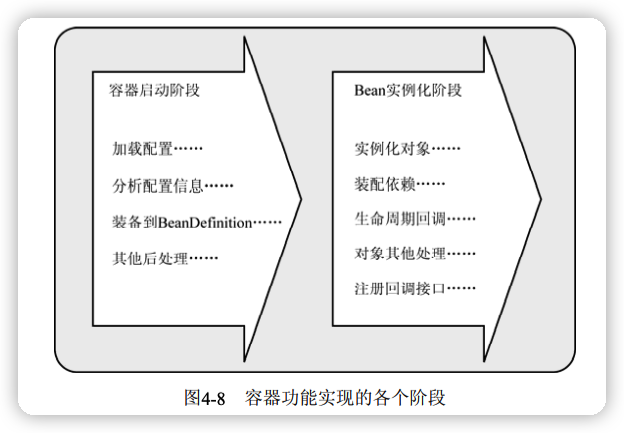 容器启动阶段
加载配置……
分析配置信息……
装备到BeanDefinition……
其他后处理……
Bean实例化阶段
实例化对象……
装配依赖……
生命周期回调……
对象其他处理……
注册回调接口……
图4-8 容器功能实现的各个阶段